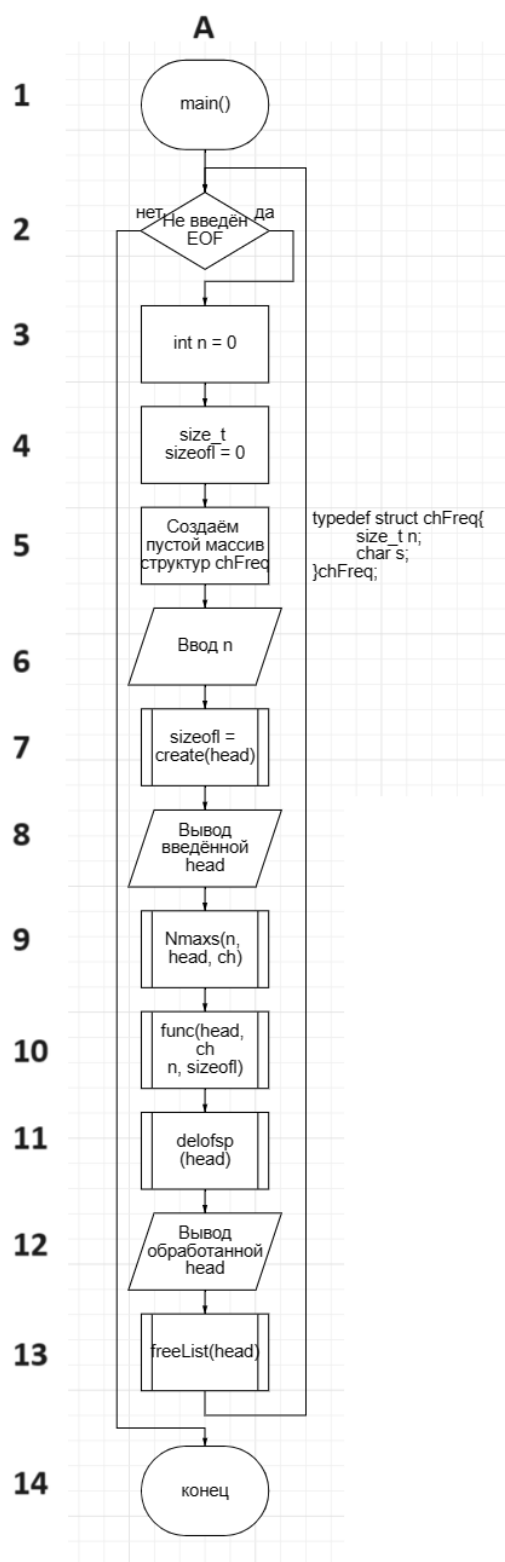 A
1
main()
2
нет
Не введён
да
EOF
3
int n = 0
4
size_t
sizeofl = 0
5
Создаём
пустой массив
структур chFreq
typedef struct chFreq{
size_t n;
char s;
}chFreq;
6
Ввод n
7
sizeofl =
create(head)
8
Вывод
введённой
head
9
Nmaxs(n,
head, ch)
10
func(head,
ch
n, sizeofl)
11
delofsp
(head)
12
Вывод
обработанной
head
13
freeList(head)
14
конец